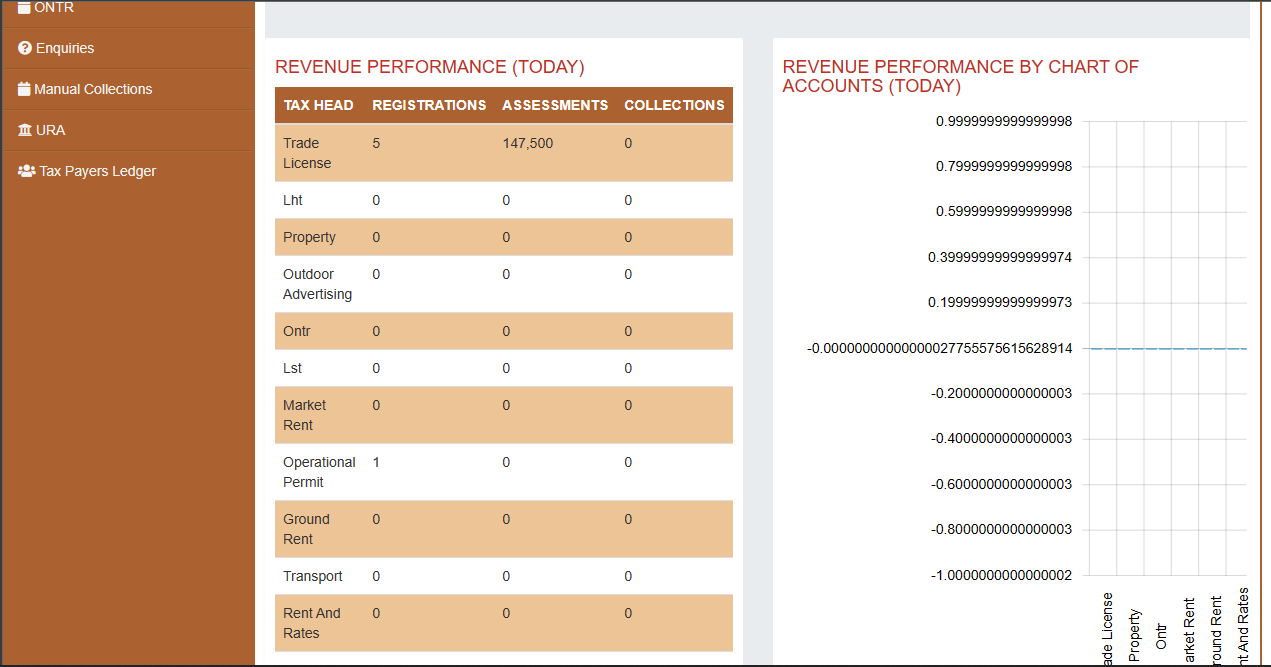 ONTR
Enquiries
Manual Collections
URA
Tax Payers Ledger
REVENUE PERFORMANCE (TODAY)
TAX HEAD REGISTRATIONS ASSESSMENTS COLLECTIONS
Trade License 5 147,500 0
Lht 0 0 0
Property 0 0 0
Outdoor Advertising 0 0 0
Ontr 0 0 0
Lst 0 0 0
Market Rent 0 0 0
Operational Permit 1 0 0
Ground Rent 0 0 0
Transport 0 0 0
Rent And Rates 0 0 0
REVENUE PERFORMANCE BY CHART OF
ACCOUNTS (TODAY)
0.9999999999999998
0.7999999999999998
0.5999999999999998
0.39999999999999974
0.19999999999999973
-0.00000000000000027755575615628914
-0.2000000000000003
-0.4000000000000003
-0.6000000000000003
-0.8000000000000003
-1.0000000000000002
ade License
Property
Ontr
arket Rent
round Rent
nt And Rates